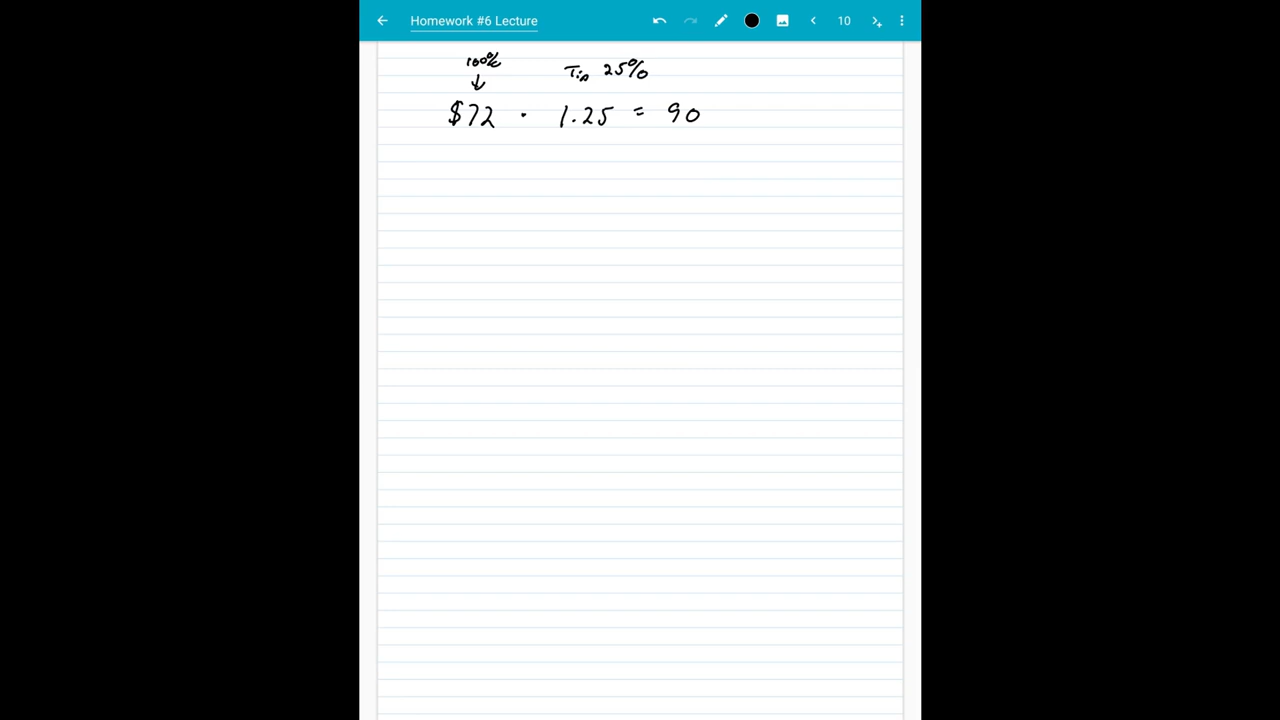 Homework #6 Lecture 10
100%
Tip 25%
↓
$72 · 1.25 = 90